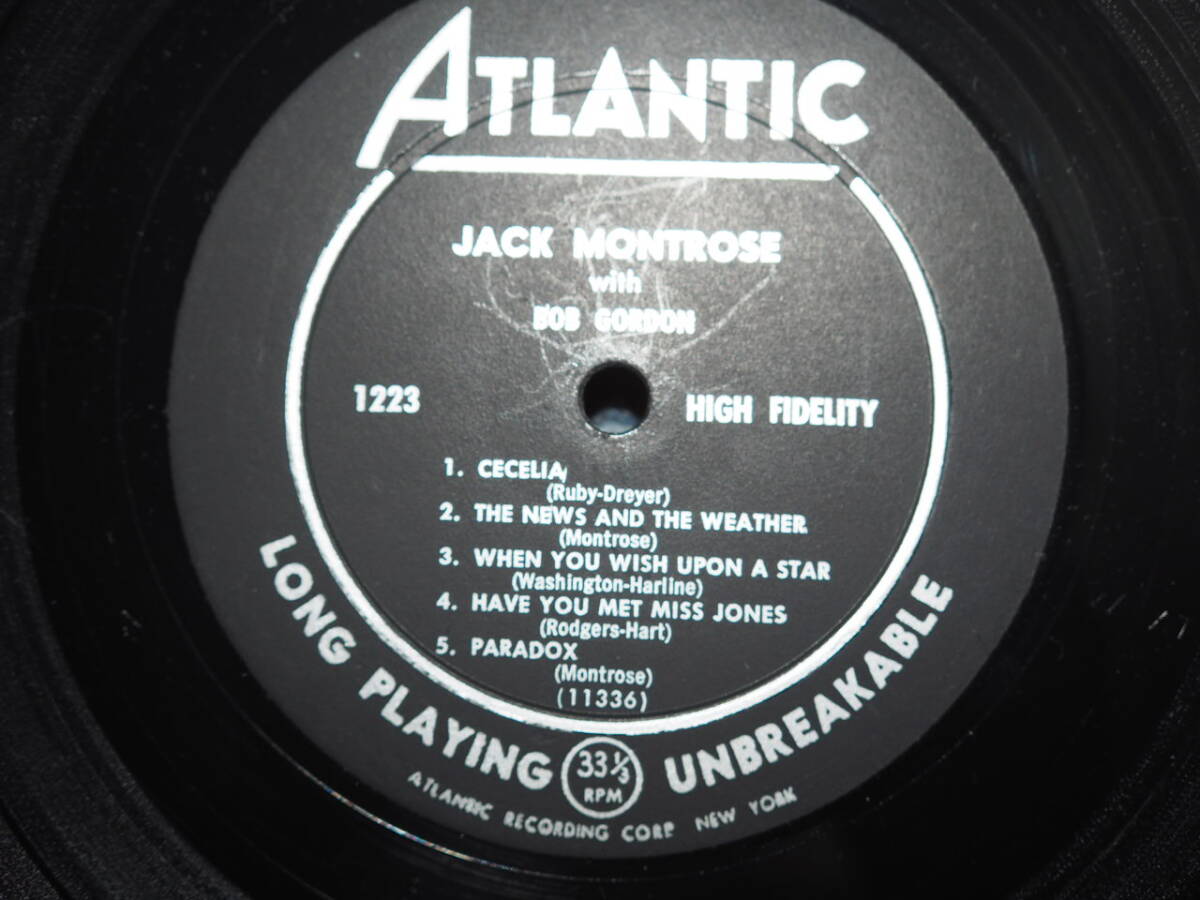 ATLANTIC
JACK MONTROSE
with
BOB GORDON
1223
HIGH FIDELITY
1. CECELIA
(Ruby-Dreyer)
2. THE NEWS AND THE WEATHER
(Montrose)
3. WHEN YOU WISH UPON A STAR
(Washington-Harline)
4. HAVE YOU MET MISS JONES
(Rodgers-Hart)
5. PARADOX
(Montrose)
(11336)
LONG PLAYING
33 1/3
RPM
UNBREAKABLE
ATLANTIC RECORDING CORP NEW YORK